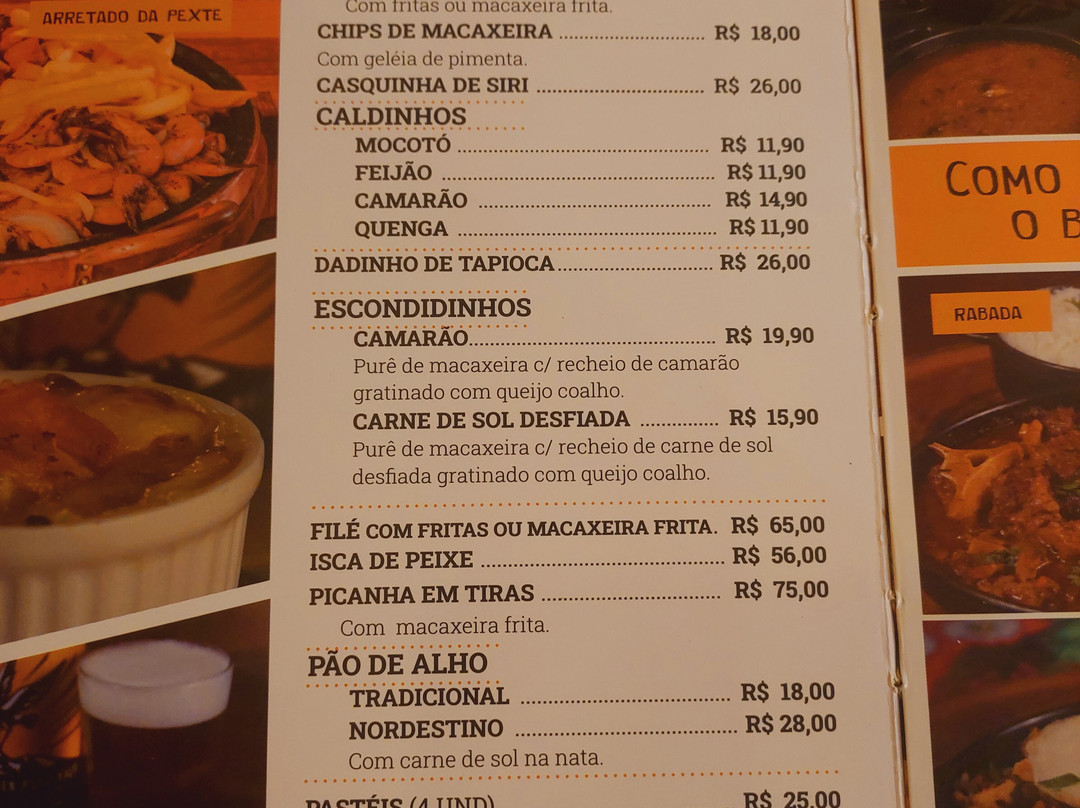 ARRETADO DA PEXTE
Com fritas ou macaxeira frita.
CHIPS DE MACAXEIRA ........ R$ 18,00
Com geléia de pimenta.
CASQUINHA DE SIRI ........ R$ 26,00
CALDINHOS
MOCOTÓ ........ R$ 11,90
FEIJÃO ........ R$ 11,90
CAMARÃO ........ R$ 14,90
QUENGA ........ R$ 11,90
DADINHO DE TAPIOCA ........ R$ 26,00
ESCONDIDINHOS
CAMARÃO ........ R$ 19,90
Purê de macaxeira c/ recheio de camarão
gratinado com queijo coalho.
CARNE DE SOL DESFIADA ........ R$ 15,90
Purê de macaxeira c/ recheio de carne de sol
desfiada gratinado com queijo coalho.
FILÉ COM FRITAS OU MACAXEIRA FRITA. R$ 65,00
ISCA DE PEIXE ........ R$ 56,00
PICANHA EM TIRAS ........ R$ 75,00
Com macaxeira frita.
PÃO DE ALHO
TRADICIONAL ........ R$ 18,00
NORDESTINO ........ R$ 28,00
Com carne de sol na nata.
PASTÉIS (4 UND) R$ 25,00
COMO
O B
RABADA